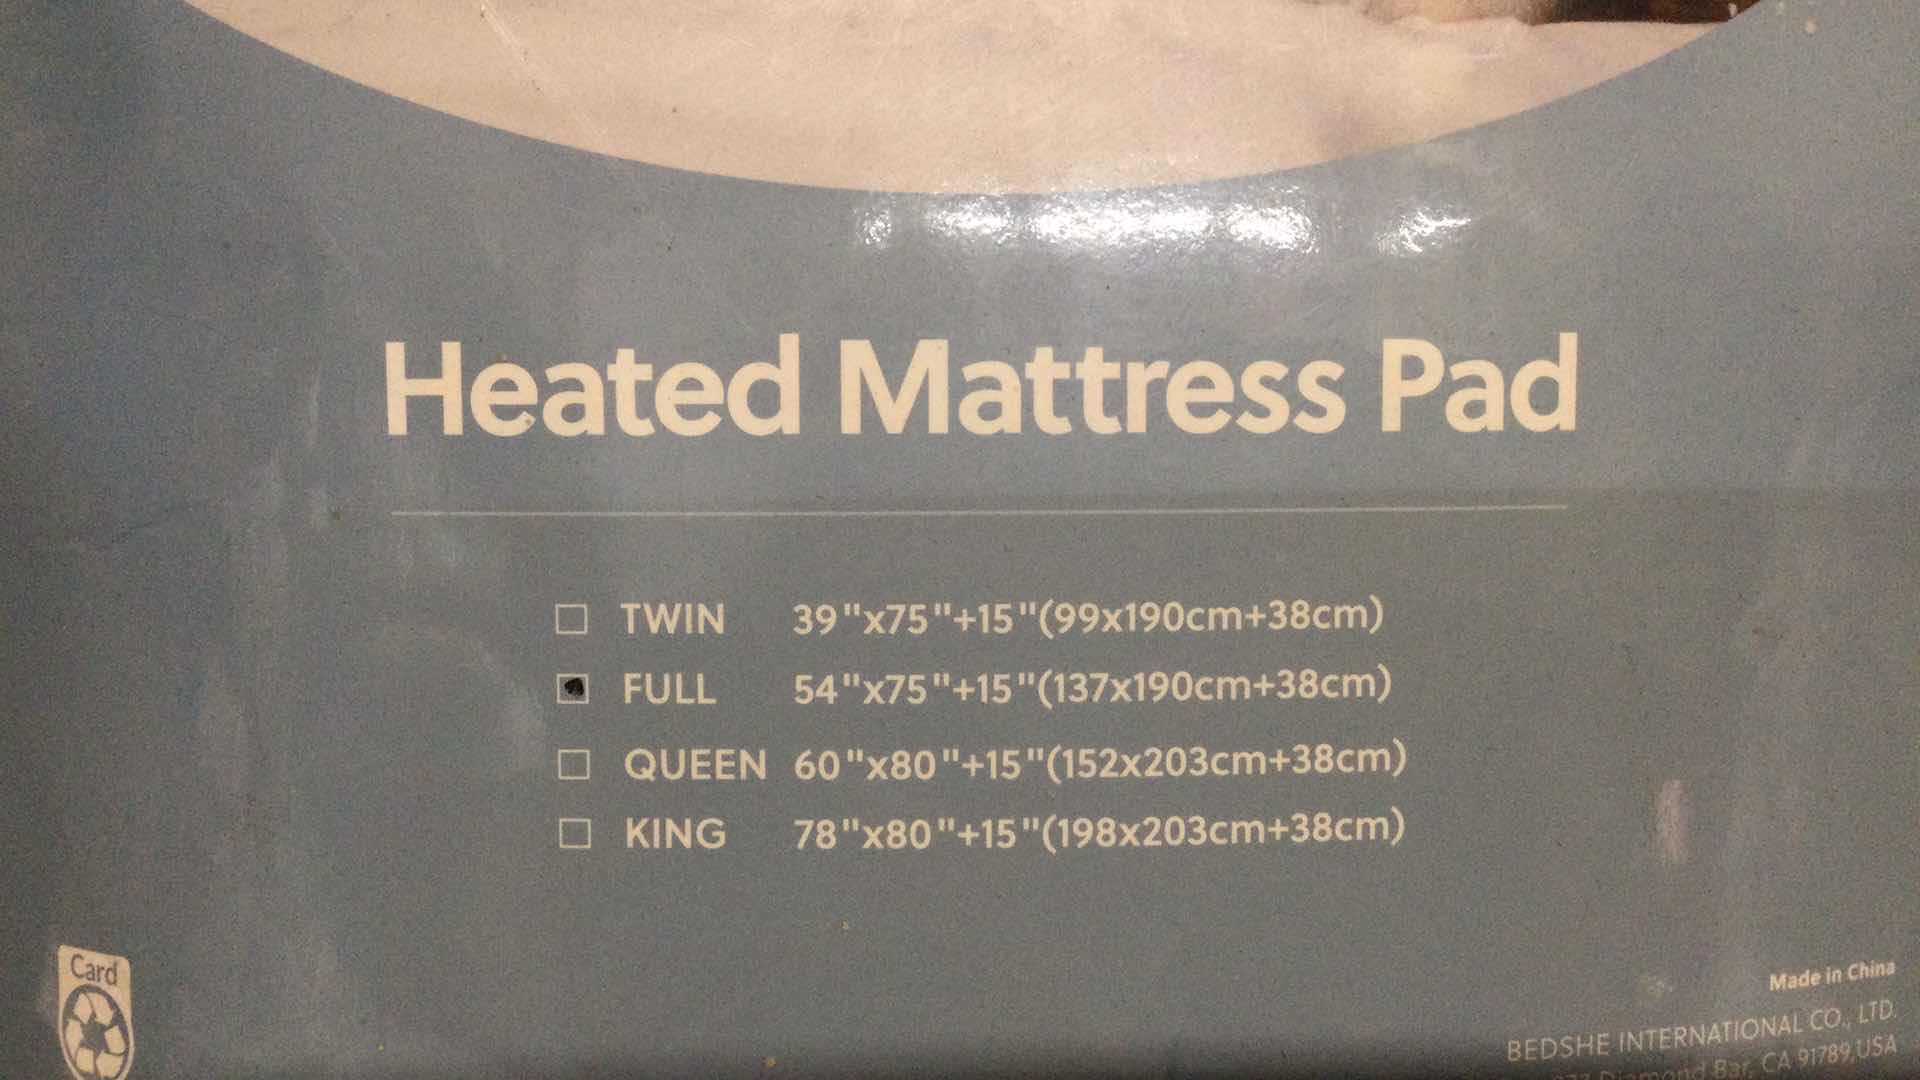 Heated Mattress Pad
TWIN 39"x75"+15"(99x190cm+38cm)
FULL 54"x75"+15"(137x190cm+38cm)
QUEEN 60"x80"+15"(152x203cm+38cm)
KING 78"x80"+15"(198x203cm+38cm)
Card
Made in China
BEDSHE INTERNATIONAL CO., LTD.
Diamond Bar, CA 91789,USA